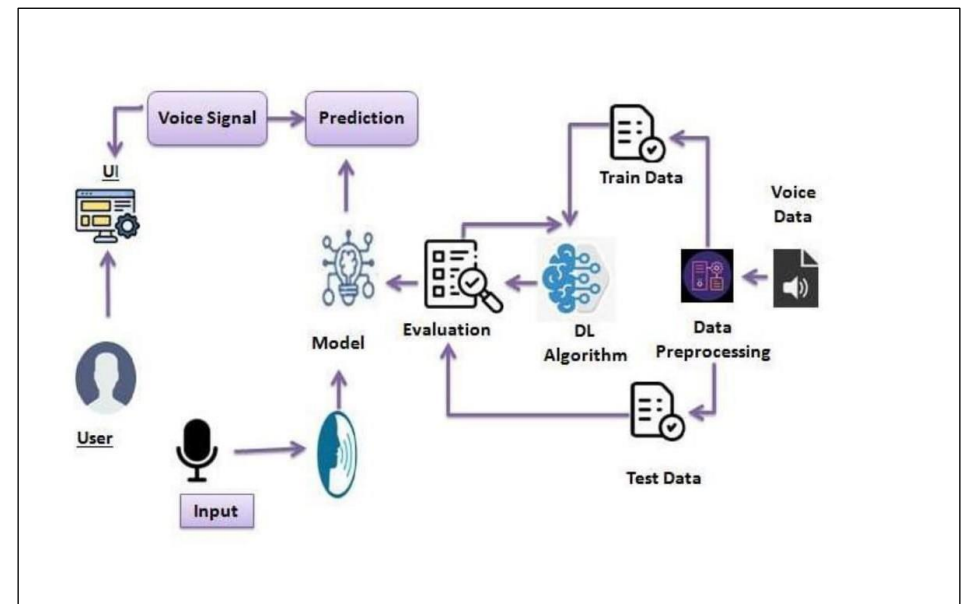 Voice Signal
Prediction
UI
Train Data
Voice
Data
Model
Evaluation
DL
Algorithm
Data
Preprocessing
User
Input
Test Data